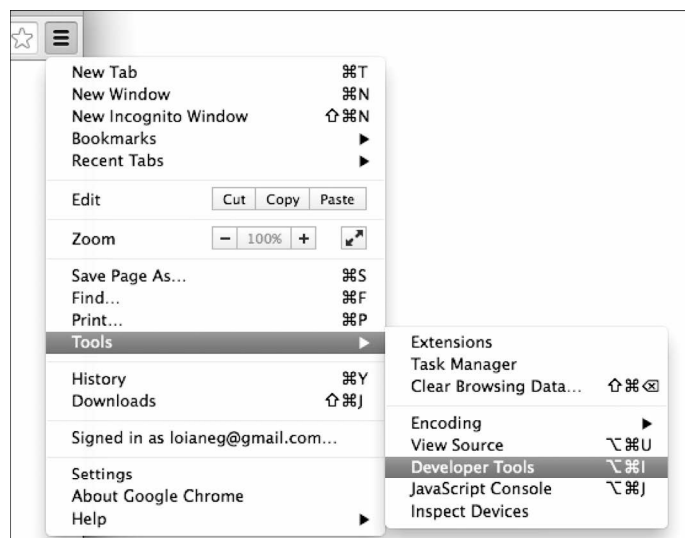 New Tab ⌘T
New Window ⌘N
New Incognito Window ⇧⌘N
Bookmarks ▶
Recent Tabs ▶
Edit Cut Copy Paste
Zoom − 100% +
Save Page As... ⌘S
Find... ⌘F
Print... ⌘P
Tools ▶
Extensions
Task Manager
Clear Browsing Data... ⇧⌘⌫
Encoding ▶
View Source ⌥⌘U
Developer Tools ⌥⌘I
JavaScript Console ⌥⌘J
Inspect Devices
History ⌘Y
Downloads ⇧⌘J
Signed in as loianeg@gmail.com...
Settings
About Google Chrome
Help ▶